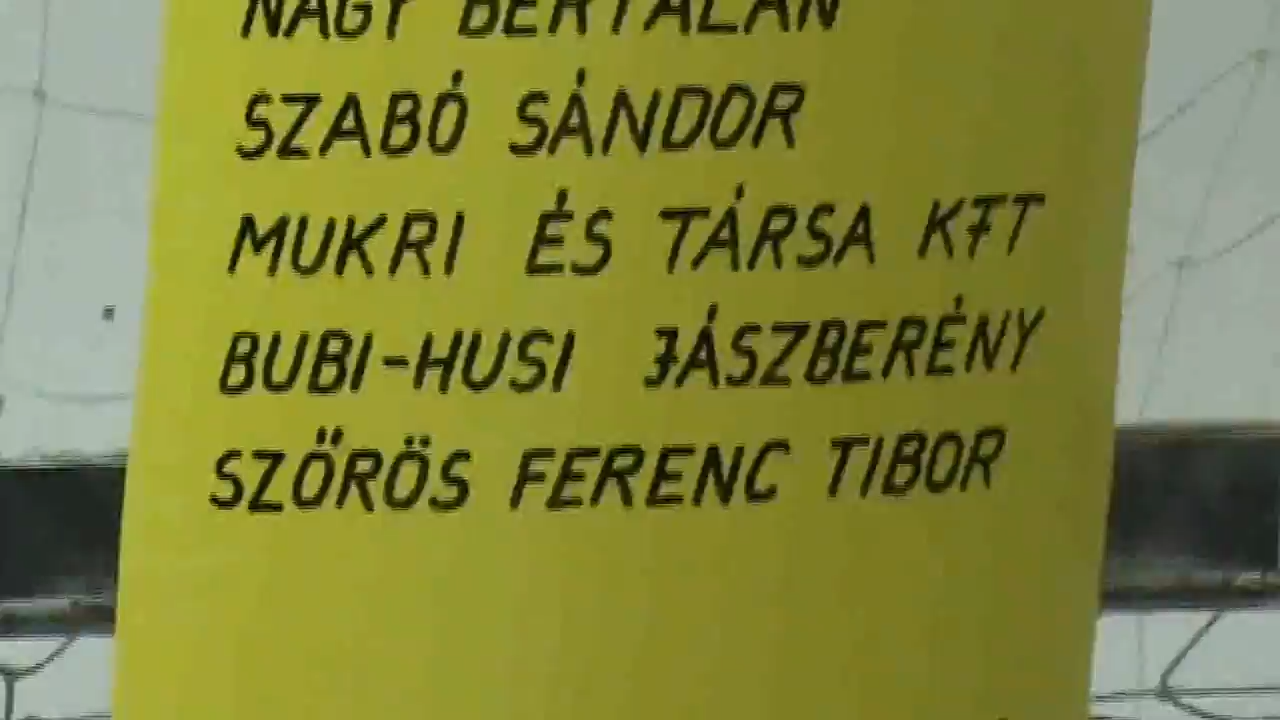 NAGY BERTALAN
SZABÓ SÁNDOR
MUKRI ÉS TÁRSA KFT
BUBI-HUSI JÁSZBERÉNY
SZŐRÖS FERENC TIBOR